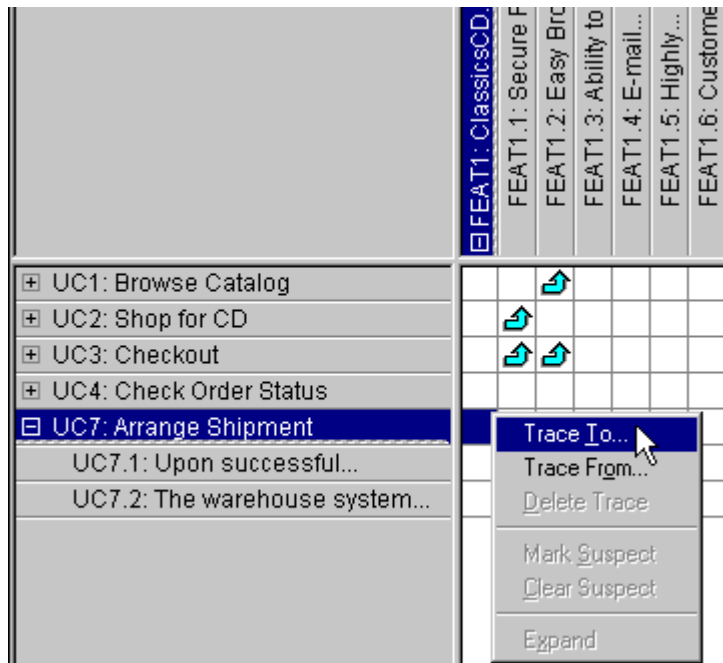 FEAT1: ClassicsCD.
FEAT1.1: Secure
FEAT1.2: Easy
FEAT1.3: Ability to
FEAT1.4: E-mail...
FEAT1.5: Highly...
FEAT1.6: Custome
UC1: Browse Catalog
UC2: Shop for CD
UC3: Checkout
UC4: Check Order Status
UC7: Arrange Shipment
UC7.1: Upon successful...
UC7.2: The warehouse system...
Trace To...
Trace From...
Delete Trace
Mark Suspect
Clear Suspect
Expand